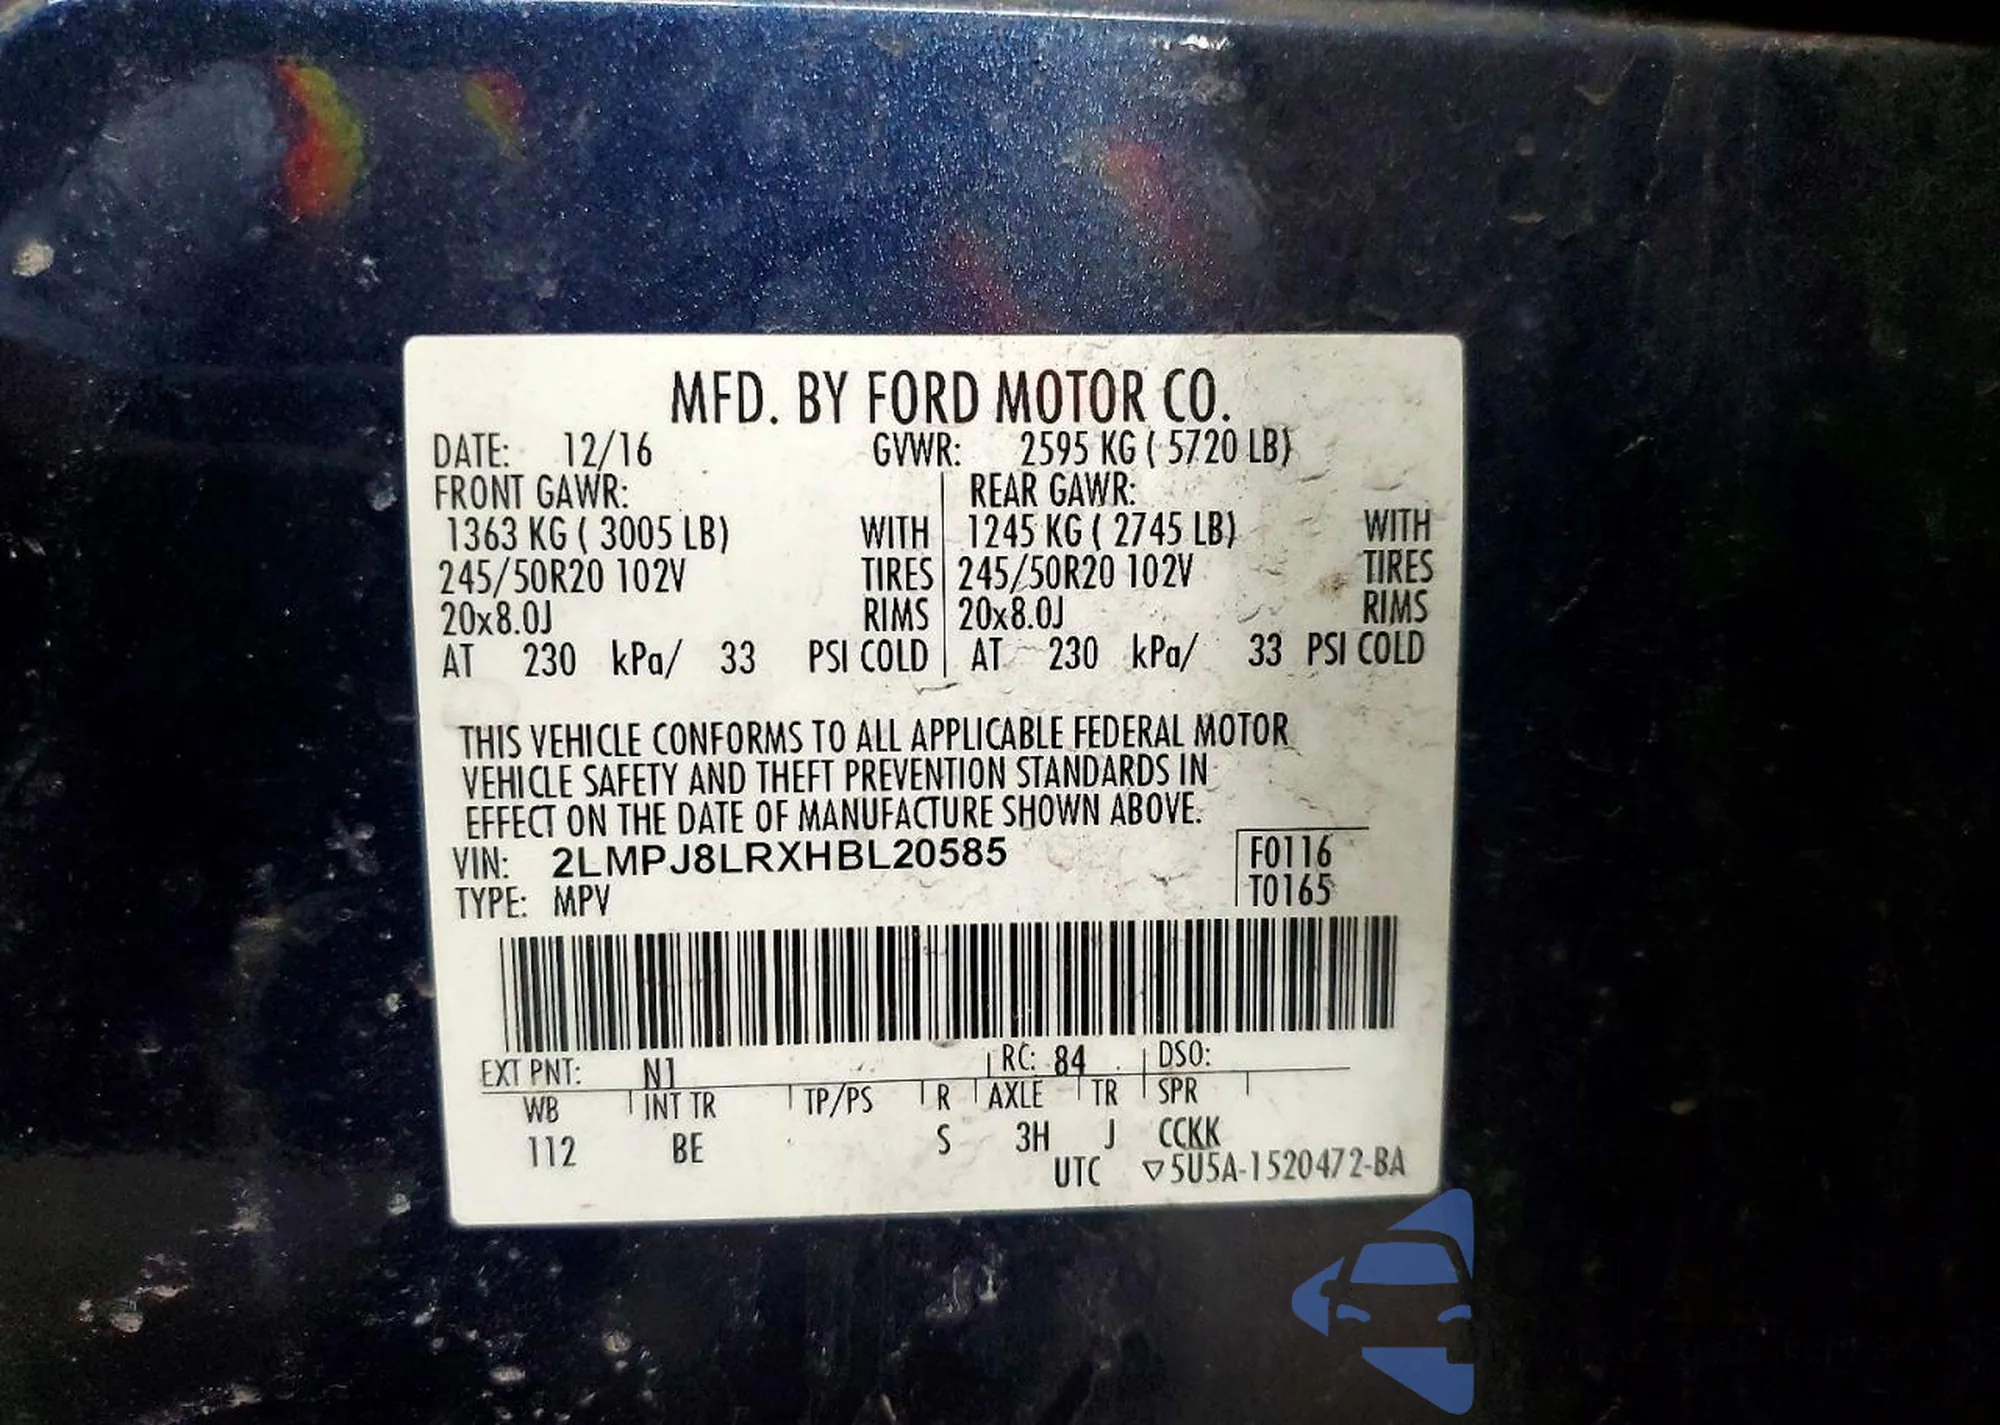 MFD. BY FORD MOTOR CO.
DATE: 12/16 GVWR: 2595 KG ( 5720 LB)
FRONT GAWR: REAR GAWR:
1363 KG ( 3005 LB) WITH 1245 KG ( 2745 LB) WITH
245/50R20 102V TIRES 245/50R20 102V TIRES
20x8.0J RIMS 20x8.0J RIMS
AT 230 kPa/ 33 PSI COLD AT 230 kPa/ 33 PSI COLD
THIS VEHICLE CONFORMS TO ALL APPLICABLE FEDERAL MOTOR
VEHICLE SAFETY AND THEFT PREVENTION STANDARDS IN
EFFECT ON THE DATE OF MANUFACTURE SHOWN ABOVE.
VIN: 2LMPJ8LRXHBL20585 F0116
TYPE: MPV T0165
EXT PNT: N1 RC: 84 DSO:
WB INT TR TP/PS R AXLE TR SPR
112 BE S 3H J CCKK
UTC ▽5U5A-1520472-BA